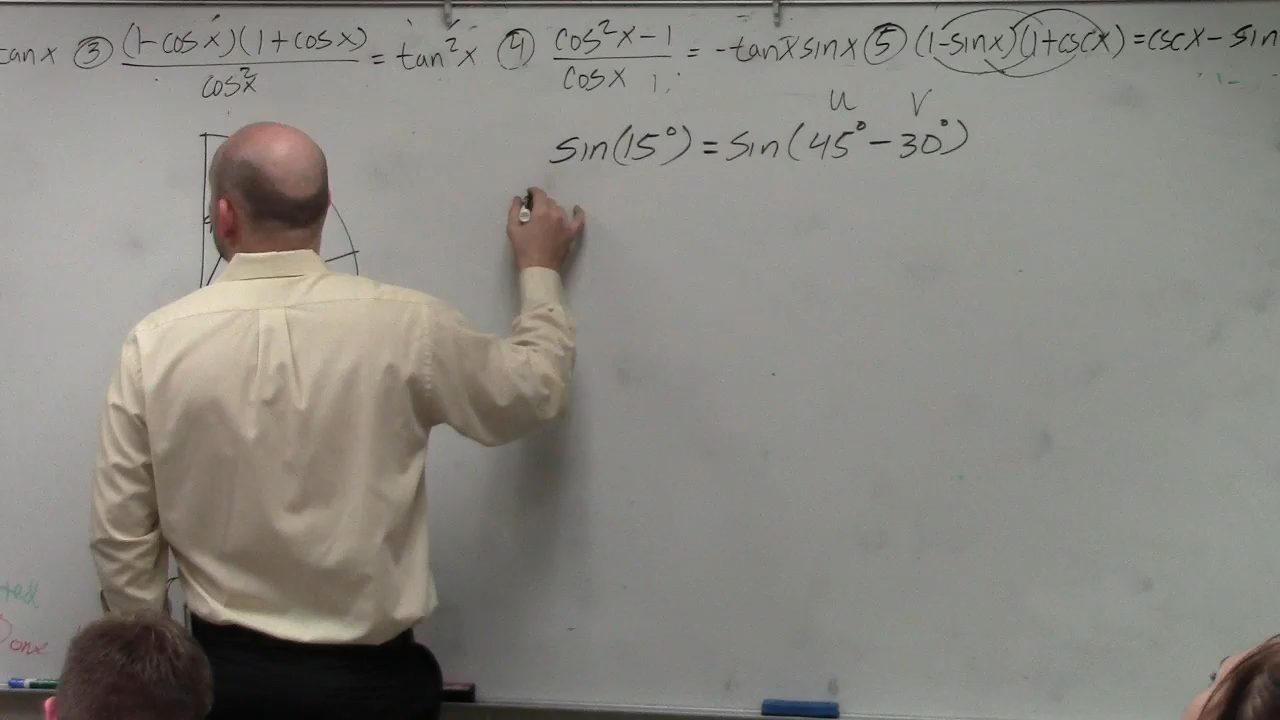 tan x ③ (1-cos x)(1+cos x) / cos²x = tan²x ④ cos²x-1 / cos x = -tan x sin x ⑤ (1-sin x)(1+csc x) = csc x - sin
u v
sin(15°) = sin(45° - 30°)